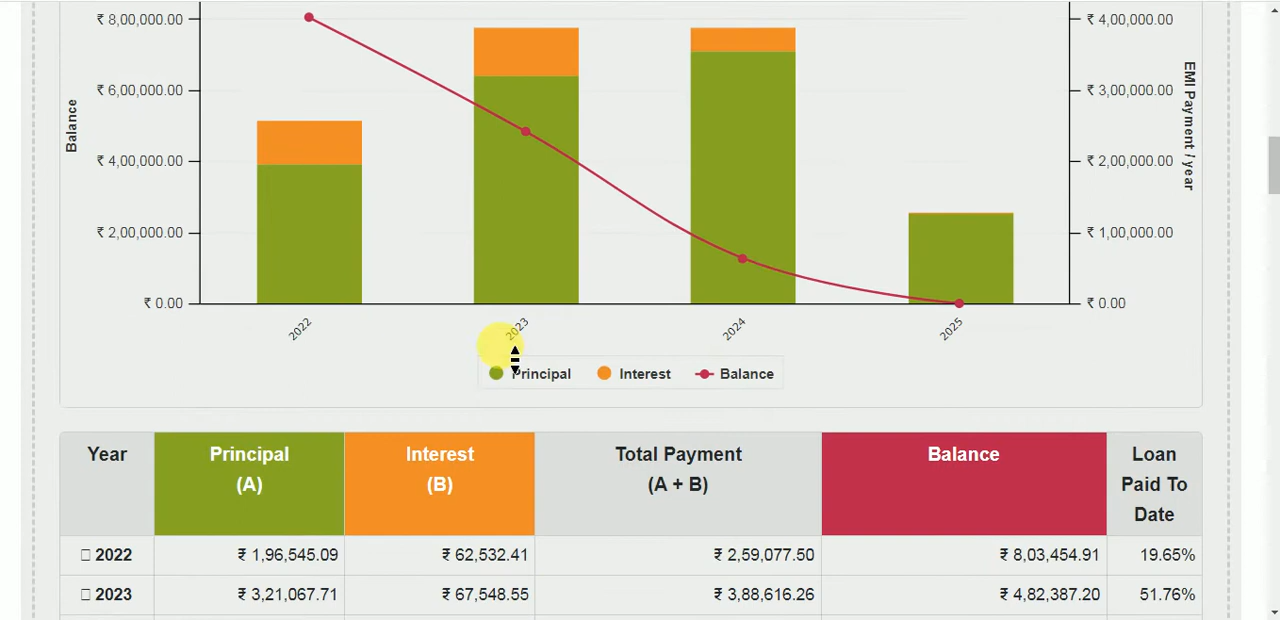 ₹ 8,00,000.00
₹ 6,00,000.00
₹ 4,00,000.00
₹ 2,00,000.00
₹ 0.00
Balance
₹ 4,00,000.00
₹ 3,00,000.00
₹ 2,00,000.00
₹ 1,00,000.00
₹ 0.00
EMI Payment / year
2022 2023 2024 2025
Principal Interest Balance
Year Principal (A) Interest (B) Total Payment (A + B) Balance Loan Paid To Date
2022 ₹ 1,96,545.09 ₹ 62,532.41 ₹ 2,59,077.50 ₹ 8,03,454.91 19.65%
2023 ₹ 3,21,067.71 ₹ 67,548.55 ₹ 3,88,616.26 ₹ 4,82,387.20 51.76%